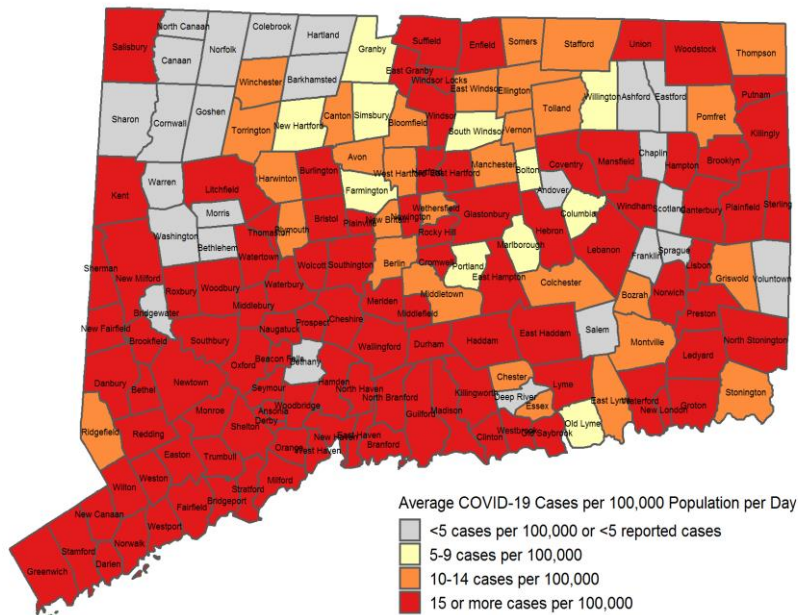 North Canaan
Colebrook
Hartland
Salisbury
Canaan
Norfolk
Granby
Suffield
Enfield
Somers
Stafford
Union
Woodstock
Thompson
East Granby
Windsor Locks
Winchester
Barkhamsted
Sharon
Cornwall
Goshen
Torrington
New Hartford
Canton
Simsbury
Bloomfield
Windsor
East Windsor
Ellington
Tolland
Willington
Ashford
Eastford
Putnam
Pomfret
Killingly
South Windsor
Vernon
Kent
Warren
Litchfield
Harwinton
Burlington
Avon
West Hartford
Hartford
East Hartford
Manchester
Bolton
Coventry
Mansfield
Chaplin
Hampton
Brooklyn
Andover
Farmington
Morris
Washington
Bethlehem
Thomaston
Plymouth
Bristol
Plainville
New Britain
Newington
Wethersfield
Rocky Hill
Glastonbury
Hebron
Columbia
Windham
Scotland
Canterbury
Plainfield
Sterling
Marlborough
Watertown
Sherman
New Milford
Roxbury
Woodbury
Waterbury
Wolcott
Southington
Berlin
Cromwell
Portland
East Hampton
Lebanon
Franklin
Sprague
Lisbon
Griswold
Voluntown
Colchester
Bozrah
Norwich
Preston
Bridgewater
Middlebury
Middletown
Meriden
Middlefield
New Fairfield
Brookfield
Southbury
Naugatuck
Prospect
Cheshire
Wallingford
Durham
Haddam
East Haddam
Salem
Montville
North Stonington
Ledyard
Oxford
Beacon Falls
Bethany
Danbury
Bethel
Newtown
Seymour
Hamden
North Haven
North Branford
Killingworth
Chester
Deep River
Lyme
Essex
East Lyme
Waterford
New London
Groton
Stonington
Monroe
Ansonia
Derby
Woodbridge
Ridgefield
Redding
Shelton
Guilford
Madison
Clinton
Westbrook
Old Saybrook
Old Lyme
Easton
Trumbull
Orange
New Haven
East Haven
West Haven
Branford
Wilton
Weston
Stratford
Milford
Fairfield
Bridgeport
New Canaan
Westport
Norwalk
Stamford
Darien
Greenwich
Average COVID-19 Cases per 100,000 Population per Day
<5 cases per 100,000 or <5 reported cases
5-9 cases per 100,000
10-14 cases per 100,000
15 or more cases per 100,000